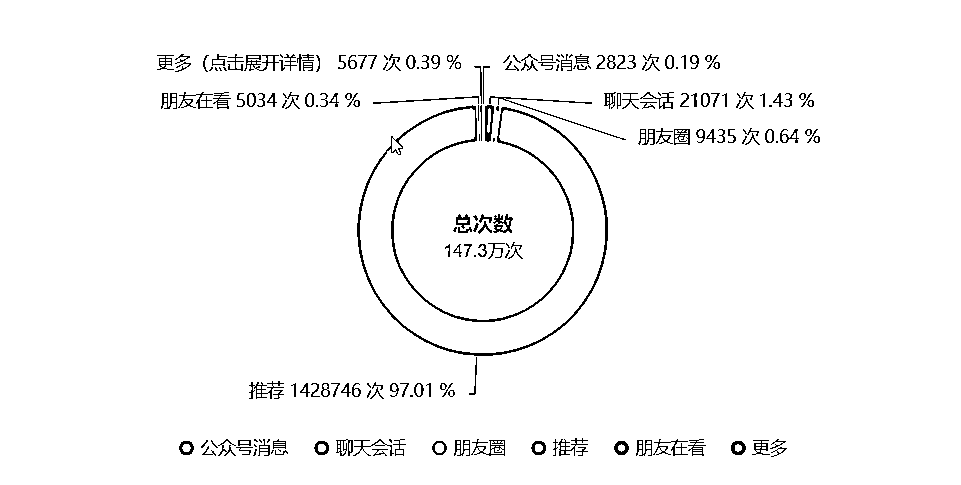 更多（点击展开详情） 5677 次 0.39 %
公众号消息 2823 次 0.19 %
朋友在看 5034 次 0.34 %
聊天会话 21071 次 1.43 %
朋友圈 9435 次 0.64 %
总次数
147.3万次
推荐 1428746 次 97.01 %
公众号消息 聊天会话 朋友圈 推荐 朋友在看 更多